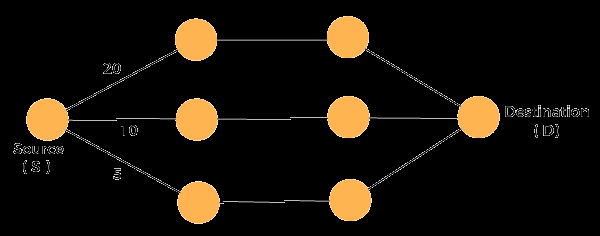 20
10
Source
( S )
5
Destination
( D)